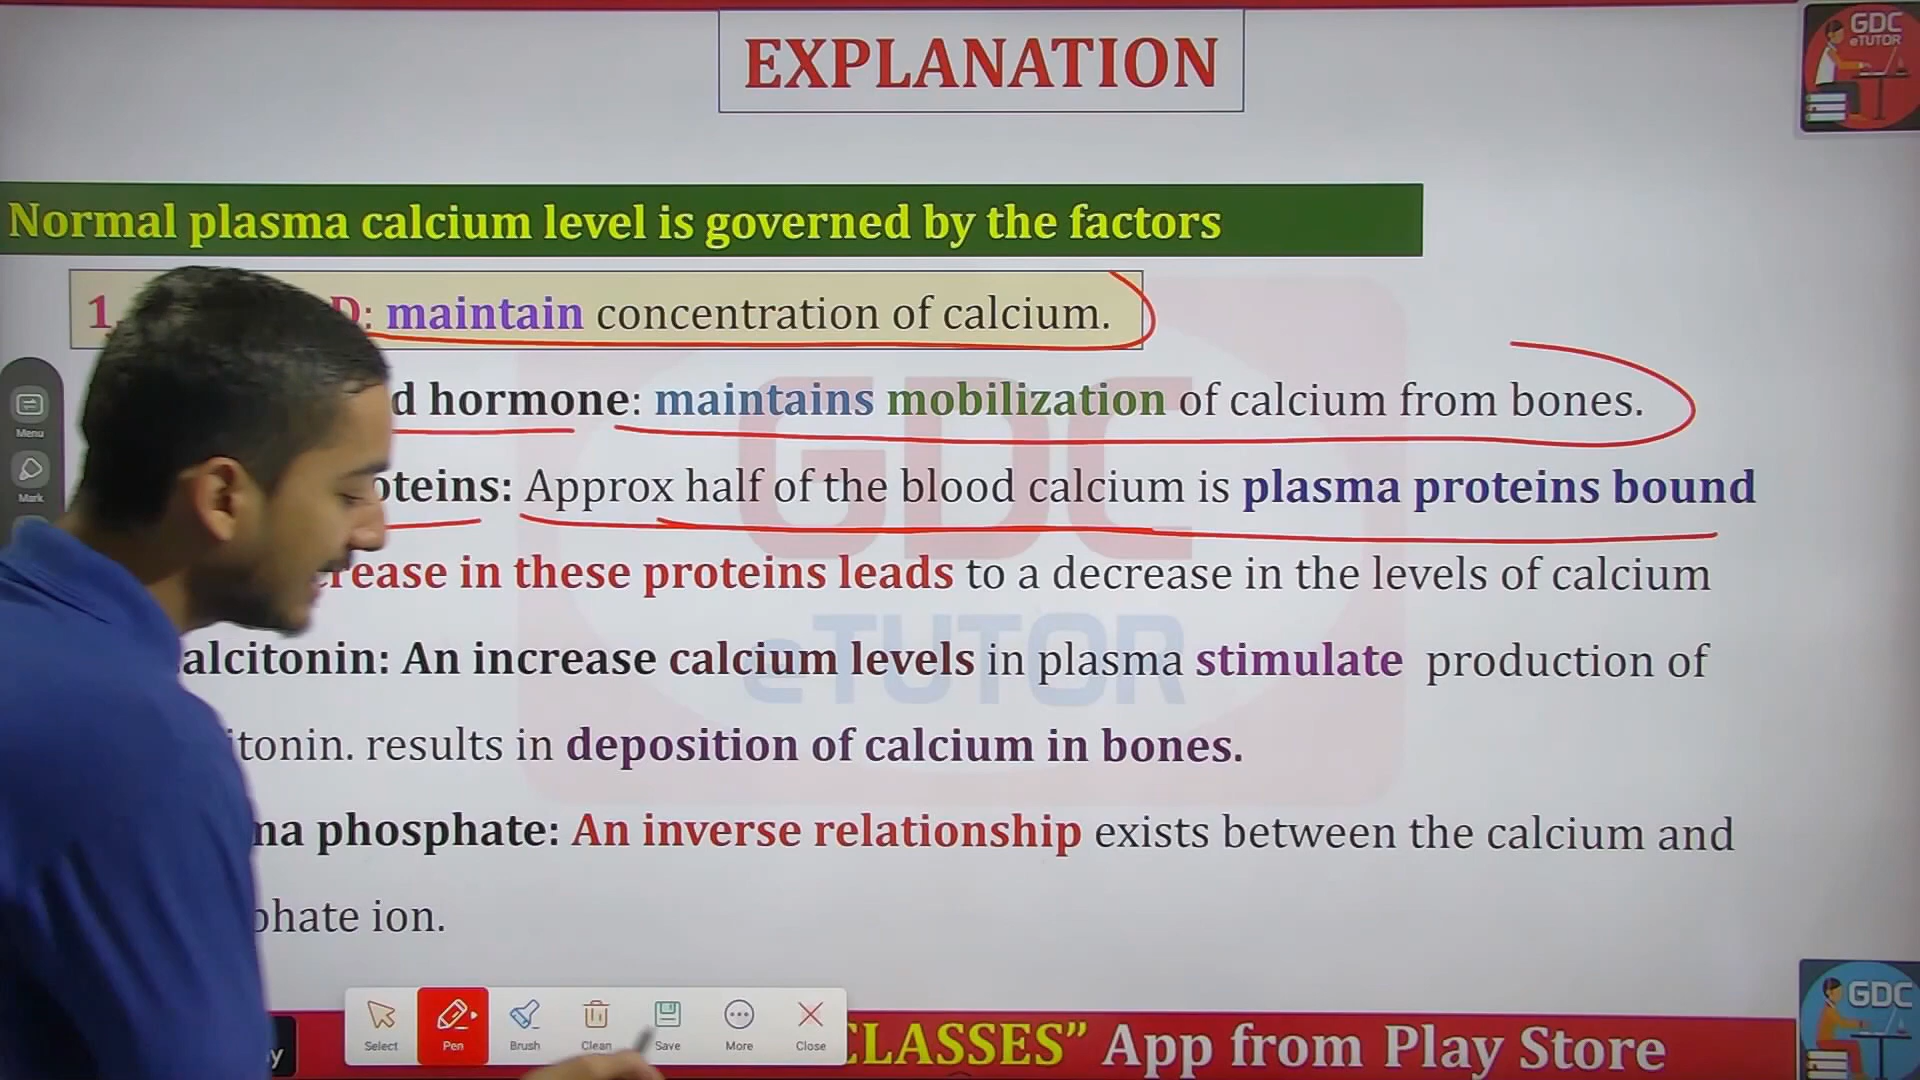 EXPLANATION
GDC
eTUTOR
Normal plasma calcium level is governed by the factors
1. D: maintain concentration of calcium.
d hormone: maintains mobilization of calcium from bones.
oteins: Approx half of the blood calcium is plasma proteins bound
rease in these proteins leads to a decrease in the levels of calcium
alcitonin: An increase calcium levels in plasma stimulate production of
itonin. results in deposition of calcium in bones.
ma phosphate: An inverse relationship exists between the calcium and
phate ion.
GDC
eTUTOR
Menu
Mark
Select Pen Brush Clean Save More Close
y
CLASSES” App from Play Store
GDC